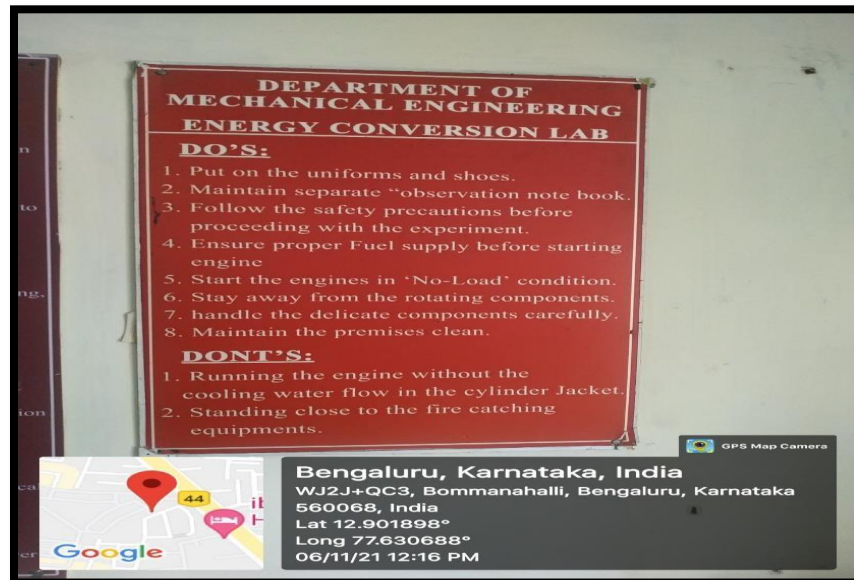 DEPARTMENT OF
MECHANICAL ENGINEERING
ENERGY CONVERSION LAB
DO'S:
1. Put on the uniforms and shoes.
2. Maintain separate “observation note book.
3. Follow the safety precautions before
proceeding with the experiment.
4. Ensure proper Fuel supply before starting
engine
5. Start the engines in ‘No-Load’ condition.
6. Stay away from the rotating components.
7. handle the delicate components carefully.
8. Maintain the premises clean.
DONT'S:
1. Running the engine without the
cooling water flow in the cylinder Jacket.
2. Standing close to the fire catching
equipments.
GPS Map Camera
44
Google
Bengaluru, Karnataka, India
WJ2J+QC3, Bommanahalli, Bengaluru, Karnataka
560068, India
Lat 12.901898°
Long 77.630688°
06/11/21 12:16 PM